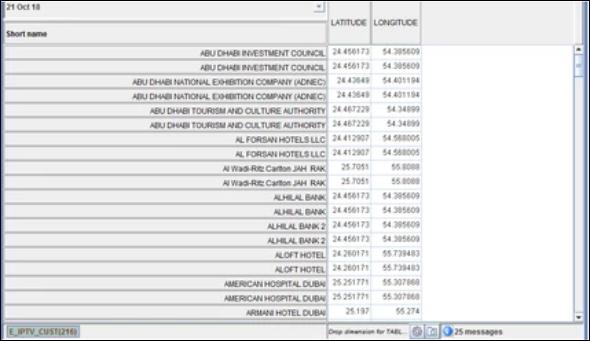 21 Oct 18
LATITUDE LONGITUDE
Short name
ABU DHABI INVESTMENT COUNCIL 24.456173 54.385609
ABU DHABI INVESTMENT COUNCIL 24.456173 54.385609
ABU DHABI NATIONAL EXHIBITION COMPANY (ADNEC) 24.43649 54.401194
ABU DHABI NATIONAL EXHIBITION COMPANY (ADNEC) 24.43649 54.401194
ABU DHABI TOURISM AND CULTURE AUTHORITY 24.467229 54.34899
ABU DHABI TOURISM AND CULTURE AUTHORITY 24.467229 54.34899
AL FORSAN HOTELS LLC 24.412907 54.568005
AL FORSAN HOTELS LLC 24.412907 54.568005
Al Wadi-Ritz Carlton JAH RAK 25.7051 55.8088
Al Wadi-Ritz Carlton JAH RAK 25.7051 55.8088
ALHILAL BANK 24.456173 54.385609
ALHILAL BANK 24.456173 54.385609
ALHILAL BANK 2 24.456173 54.385609
ALHILAL BANK 2 24.456173 54.385609
ALOFT HOTEL 24.260171 55.739483
ALOFT HOTEL 24.260171 55.739483
AMERICAN HOSPITAL DUBAI 25.251771 55.307868
AMERICAN HOSPITAL DUBAI 25.251771 55.307868
ARMANI HOTEL DUBAI 25.197 55.274
E_IPTV_CUST(216) Drop dimension for TABL... 25 messages